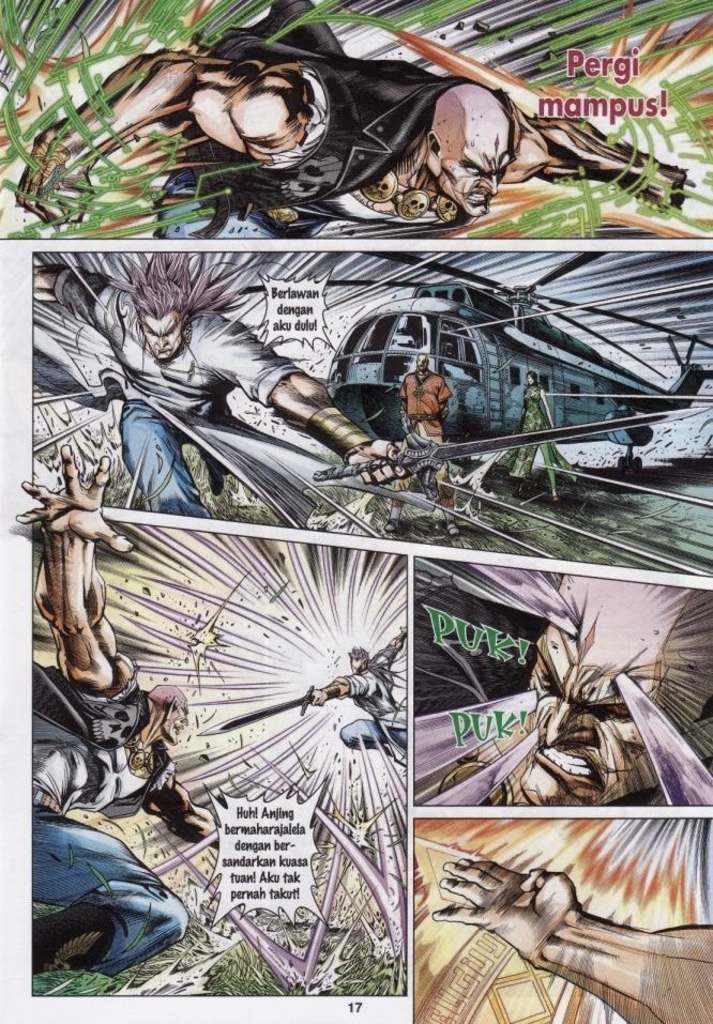 Pergi
mampus!
Berlawan
dengan
aku dulu!
PUK!
PUK!
Huh! Anjing
bermaharajalela
dengan ber-
sandarkan kuasa
tuan! Aku tak
pernah takut!
17